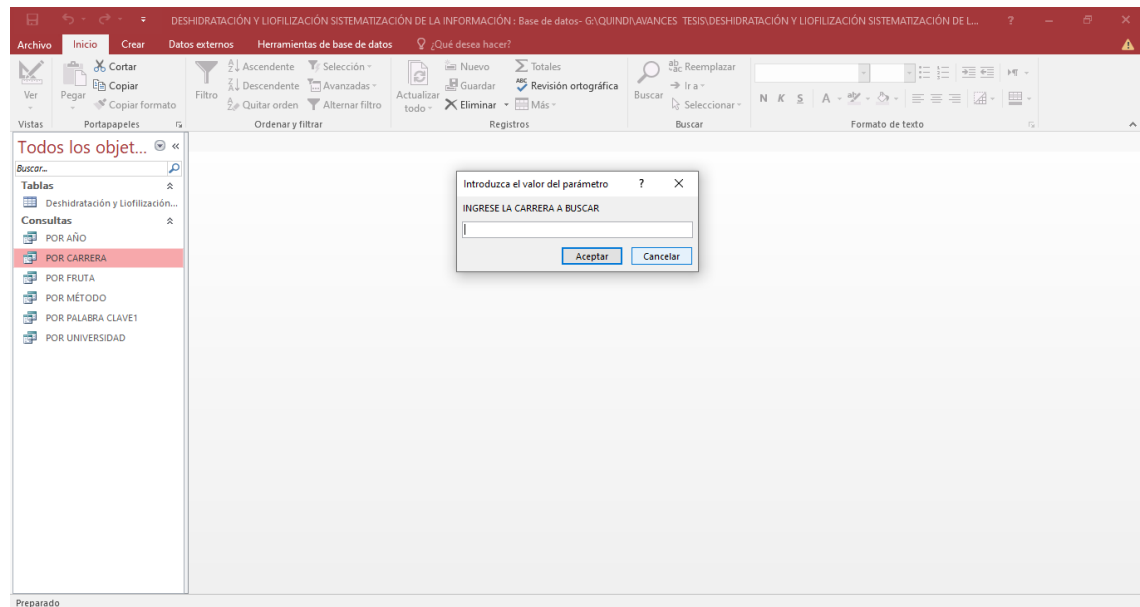 DESHIDRATACIÓN Y LIOFILIZACIÓN SISTEMATIZACIÓN DE LA INFORMACIÓN : Base de datos- G:\QUINDI\AVANCES TESIS\DESHIDRATACIÓN Y LIOFILIZACIÓN SISTEMATIZACIÓN DE L... ?
Archivo Inicio Crear Datos externos Herramientas de base de datos ¿Qué desea hacer?
Ver
Pegar
Cortar
Copiar
Copiar formato
Filtro
Ascendente
Descendente
Quitar orden
Selección
Avanzadas
Alternar filtro
Actualizar todo
Nuevo
Guardar
Eliminar
Totales
Revisión ortográfica
Más
Buscar
Reemplazar
Ir a
Seleccionar
N K S A
Vistas Portapapeles Ordenar y filtrar Registros Buscar Formato de texto
Todos los objet... «
Buscar...
Tablas
Deshidratación y Liofilización...
Consultas
POR AÑO
POR CARRERA
POR FRUTA
POR MÉTODO
POR PALABRA CLAVE1
POR UNIVERSIDAD
Introduzca el valor del parámetro ?
INGRESE LA CARRERA A BUSCAR
Aceptar Cancelar
Preparado